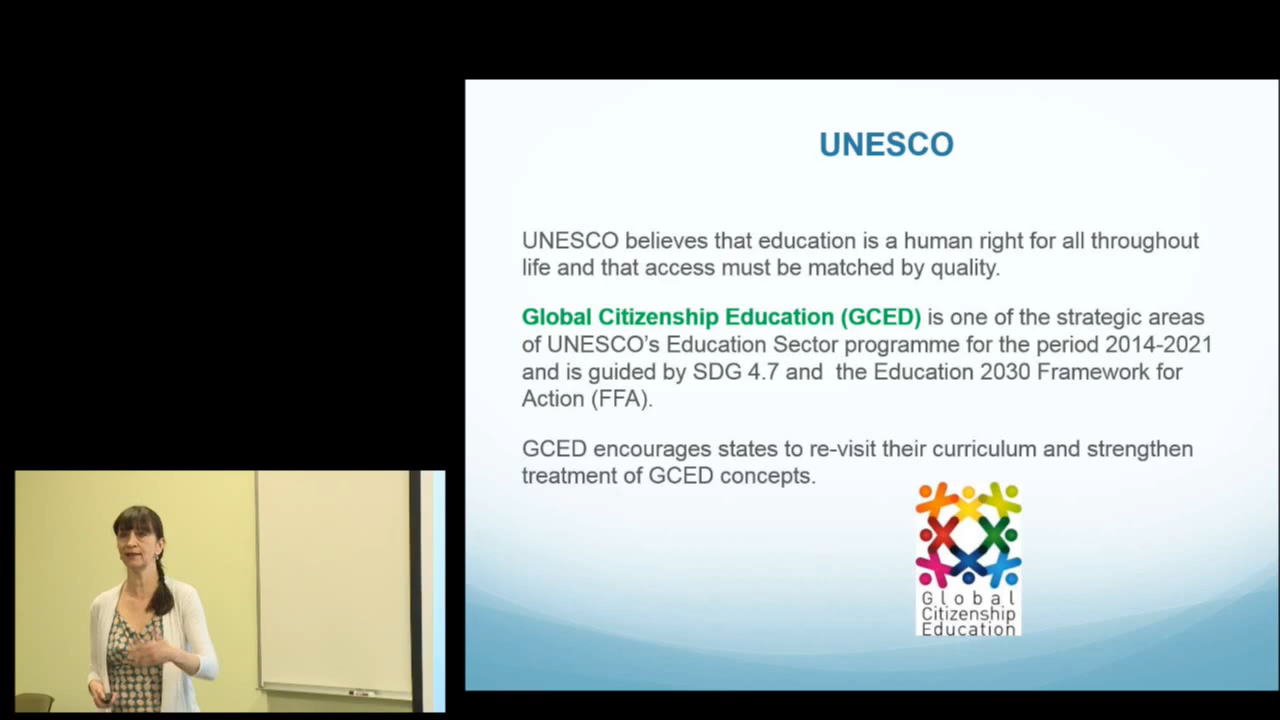 UNESCO
UNESCO believes that education is a human right for all throughout
life and that access must be matched by quality.
Global Citizenship Education (GCED) is one of the strategic areas
of UNESCO's Education Sector programme for the period 2014-2021
and is guided by SDG 4.7 and  the Education 2030 Framework for
Action (FFA).
GCED encourages states to re-visit their curriculum and strengthen
treatment of GCED concepts.
Global
Citizenship
Education